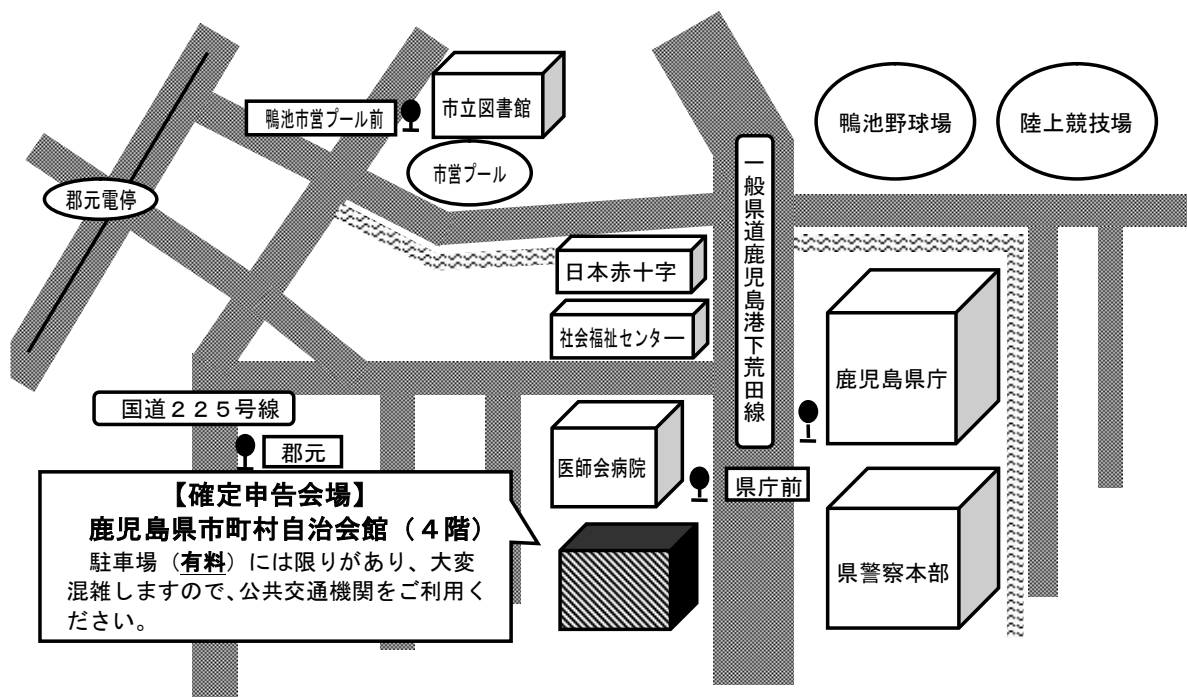 市立図書館
鴨池市営プール前
市営プール
鴨池野球場
陸上競技場
郡元電停
一般県道鹿児島港下荒田線
日本赤十字
社会福祉センター
鹿児島県庁
国道２２５号線
郡元
医師会病院
県庁前
【確定申告会場】
鹿児島県市町村自治会館（４階）
駐車場（有料）には限りがあり、大変
混雑しますので、公共交通機関をご利用く
ださい。
県警察本部